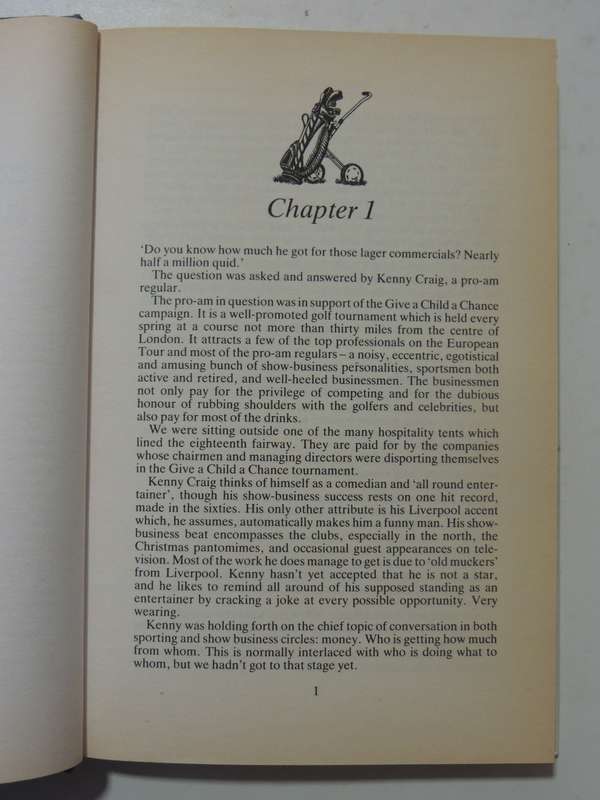 Chapter 1
'Do you know how much he got for those lager commercials? Nearly
half a million quid.'
The question was asked and answered by Kenny Craig, a pro-am
regular.
The pro-am in question was in support of the Give a Child a Chance
campaign. It is a well-promoted golf tournament which is held every
spring at a course not more than thirty miles from the centre of
London. It attracts a few of the top professionals on the European
Tour and most of the pro-am regulars – a noisy, eccentric, egotistical
and amusing bunch of show-business personalities, sportsmen both
active and retired, and well-heeled businessmen. The businessmen
not only pay for the privilege of competing and for the dubious
honour of rubbing shoulders with the golfers and celebrities, but
also pay for most of the drinks.
We were sitting outside one of the many hospitality tents which
lined the eighteenth fairway. They are paid for by the companies
whose chairmen and managing directors were disporting themselves
in the Give a Child a Chance tournament.
Kenny Craig thinks of himself as a comedian and 'all round enter-
tainer', though his show-business success rests on one hit record,
made in the sixties. His only other attribute is his Liverpool accent
which, he assumes, automatically makes him a funny man. His show-
business beat encompasses the clubs, especially in the north, the
Christmas pantomimes, and occasional guest appearances on tele-
vision. Most of the work he does manage to get is due to 'old muckers'
from Liverpool. Kenny hasn't yet accepted that he is not a star,
and he likes to remind all around of his supposed standing as an
entertainer by cracking a joke at every possible opportunity. Very
wearing.
Kenny was holding forth on the chief topic of conversation in both
sporting and show business circles: money. Who is getting how much
from whom. This is normally interlaced with who is doing what to
whom, but we hadn't got to that stage yet.
1